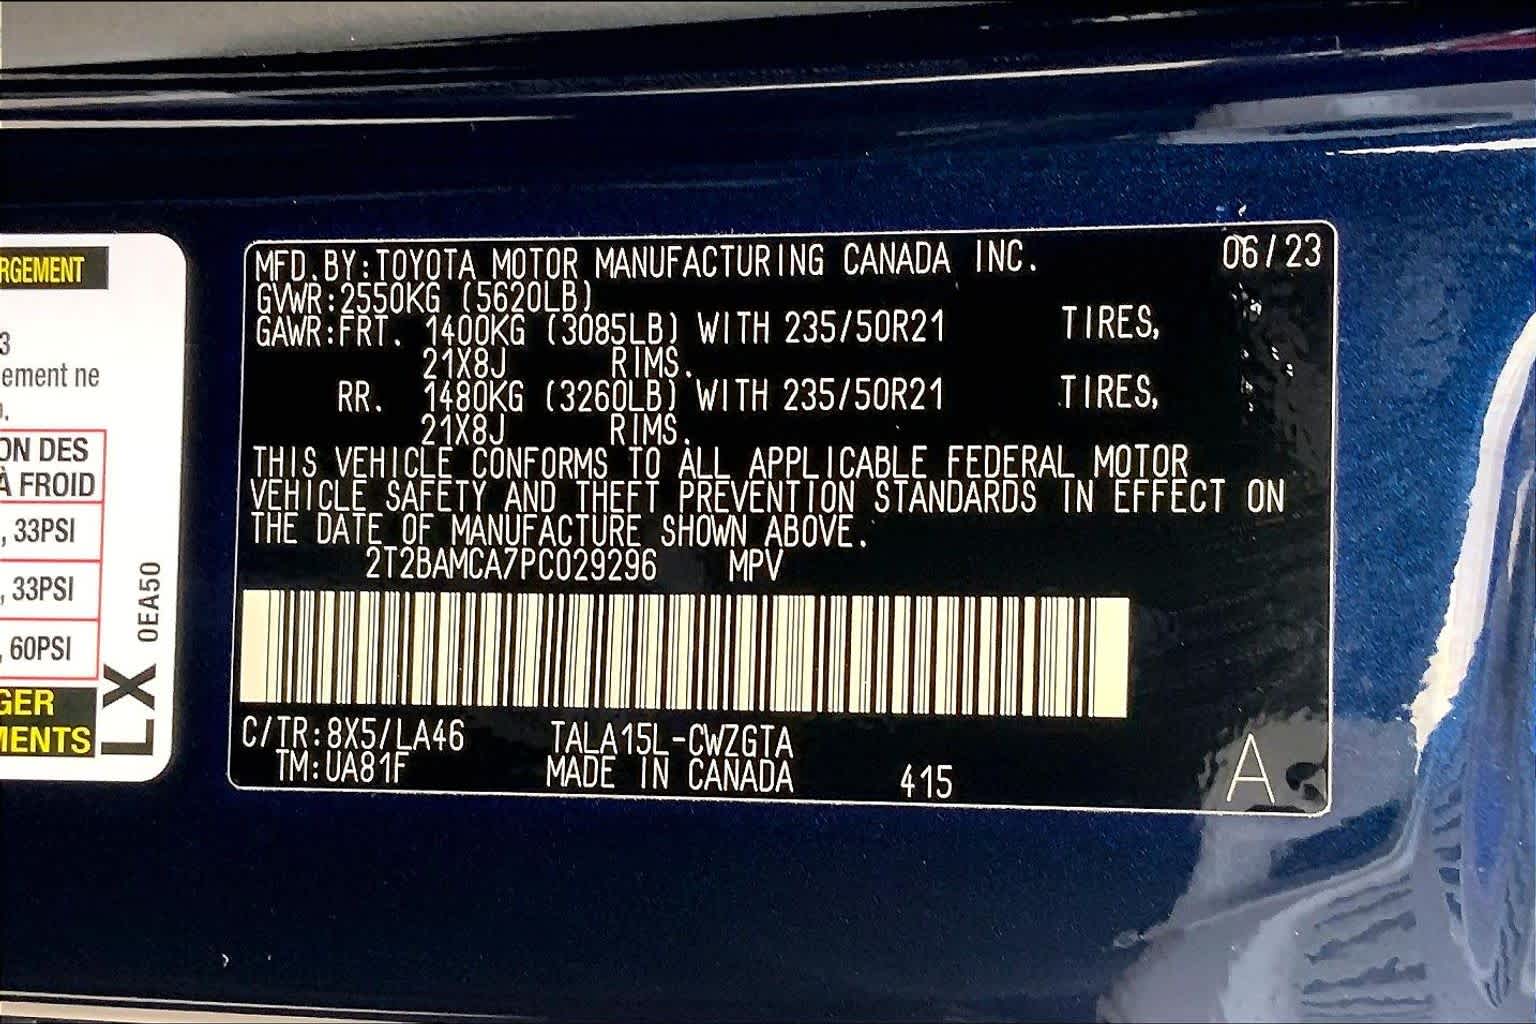 RGEMENT
3
ement ne
ON DES
À FROID
, 33PSI
, 33PSI
, 60PSI
GER
MENTS
LX 0EA50
MFD.BY:TOYOTA MOTOR MANUFACTURING CANADA INC. 06/23
GVWR:2550KG (5620LB)
GAWR:FRT. 1400KG (3085LB) WITH 235/50R21 TIRES,
21X8J RIMS.
RR. 1480KG (3260LB) WITH 235/50R21 TIRES,
21X8J RIMS.
THIS VEHICLE CONFORMS TO ALL APPLICABLE FEDERAL MOTOR
VEHICLE SAFETY AND THEFT PREVENTION STANDARDS IN EFFECT ON
THE DATE OF MANUFACTURE SHOWN ABOVE.
2T2BAMCA7PC029296 MPV
C/TR:8X5/LA46 TALA15L-CWZGTA
TM:UA81F MADE IN CANADA 415 A